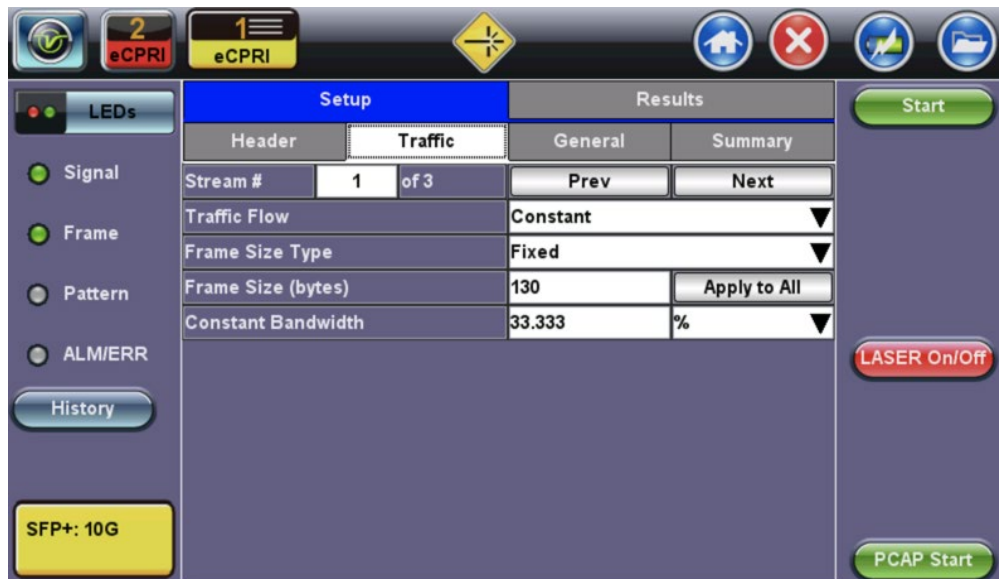 2
eCPRI
1
eCPRI
LEDs
Signal
Frame
Pattern
ALM/ERR
History
SFP+: 10G
Setup
Results
Header
Traffic
General
Summary
Stream #
1
of 3
Prev
Next
Traffic Flow
Constant
Frame Size Type
Fixed
Frame Size (bytes)
130
Apply to All
Constant Bandwidth
33.333
%
Start
LASER On/Off
PCAP Start